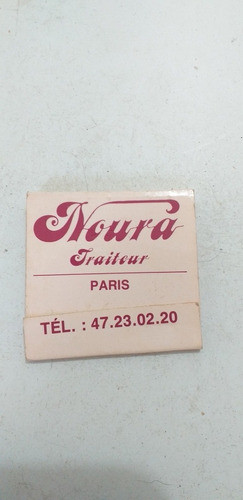 Noura
Traiteur
PARIS
TÉL. : 47.23.02.20